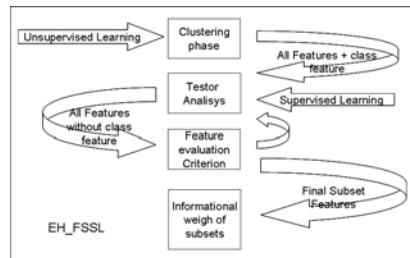 Unsupervised Learning
Clustering
phase
All Features + class
feature
Testor
Analisys
Supervised Learning
All Features
without class
feature
Feature
evaluation
Criterion
Final Subset
Features
Informational
weigh of
subsets
EH_FSSL